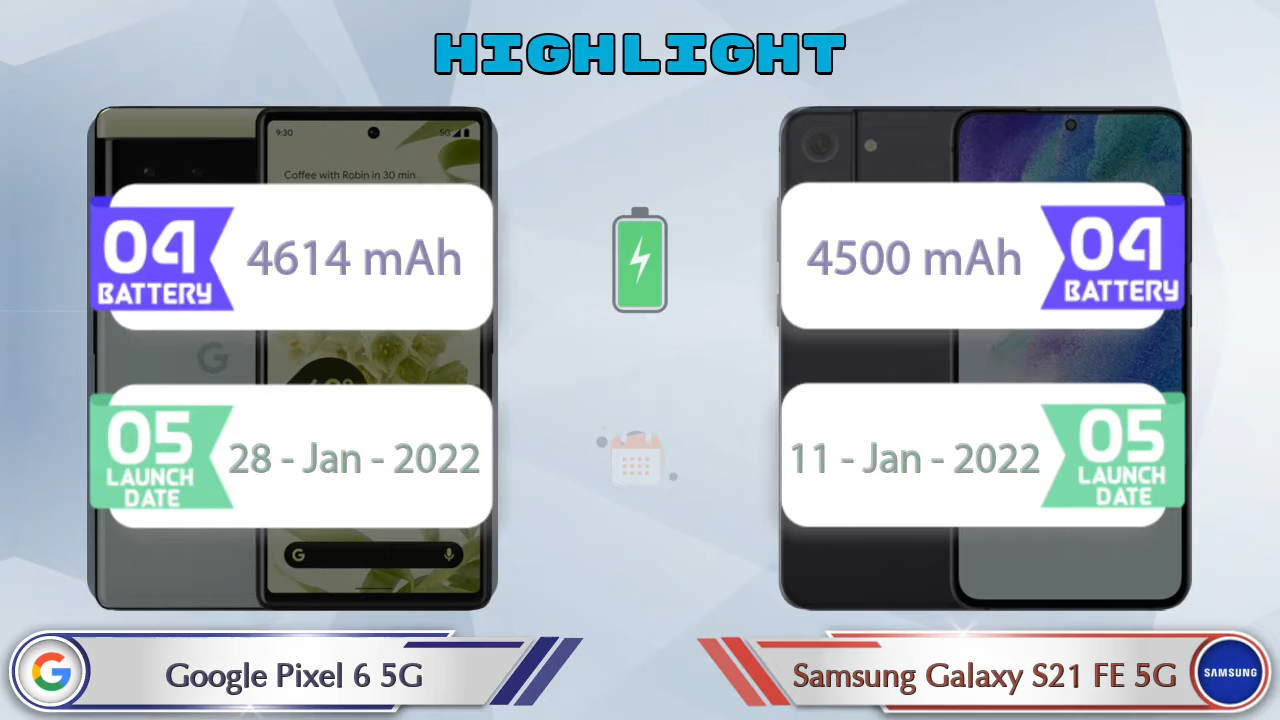 HIGHLIGHT
9:30
5G
Coffee with Robin in 30 min
04
BATTERY
4614 mAh
4500 mAh
04
BATTERY
05
LAUNCH
DATE
28 - Jan - 2022
11 - Jan - 2022
05
LAUNCH
DATE
Google Pixel 6 5G
Samsung Galaxy S21 FE 5G
SAMSUNG